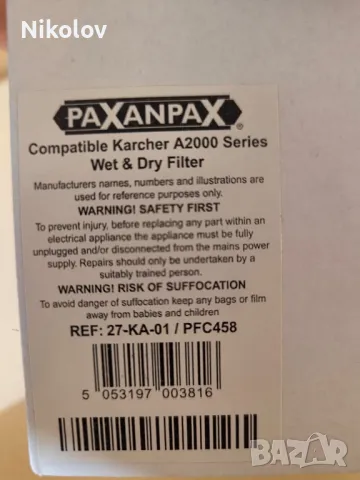 Nikolov
PAXANPAX®
Compatible Karcher A2000 Series
Wet & Dry Filter
Manufacturers names, numbers and illustrations are
used for reference purposes only.
WARNING! SAFETY FIRST
To prevent injury, before replacing any part within an
electrical appliance the appliance must be fully
unplugged and/or disconnected from the mains power
supply. Repairs should only be undertaken by a
suitably trained person.
WARNING! RISK OF SUFFOCATION
To avoid danger of suffocation keep any bags or film
away from babies and children
REF: 27-KA-01 / PFC458
5 053197 003816
BAZAR